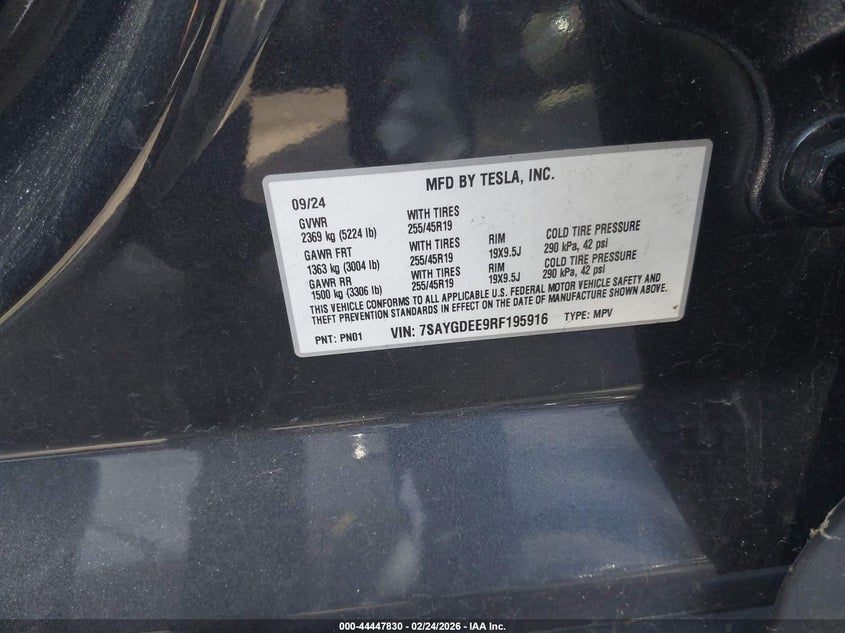 MFD BY TESLA, INC.
09/24
GVWR WITH TIRES
2369 kg (5224 lb) 255/45R19
GAWR FRT WITH TIRES RIM COLD TIRE PRESSURE
1363 kg (3004 lb) 255/45R19 19X9.5J 290 kPa, 42 psi
GAWR RR WITH TIRES RIM COLD TIRE PRESSURE
1500 kg (3306 lb) 255/45R19 19X9.5J 290 kPa, 42 psi
THIS VEHICLE CONFORMS TO ALL APPLICABLE U.S. FEDERAL MOTOR VEHICLE SAFETY AND
THEFT PREVENTION STANDARDS IN EFFECT ON THE DATE OF MANUFACTURE SHOWN ABOVE.
PNT: PN01 VIN: 7SAYGDEE9RF195916 TYPE: MPV
000-44447830 - 02/24/2026 - IAA Inc.